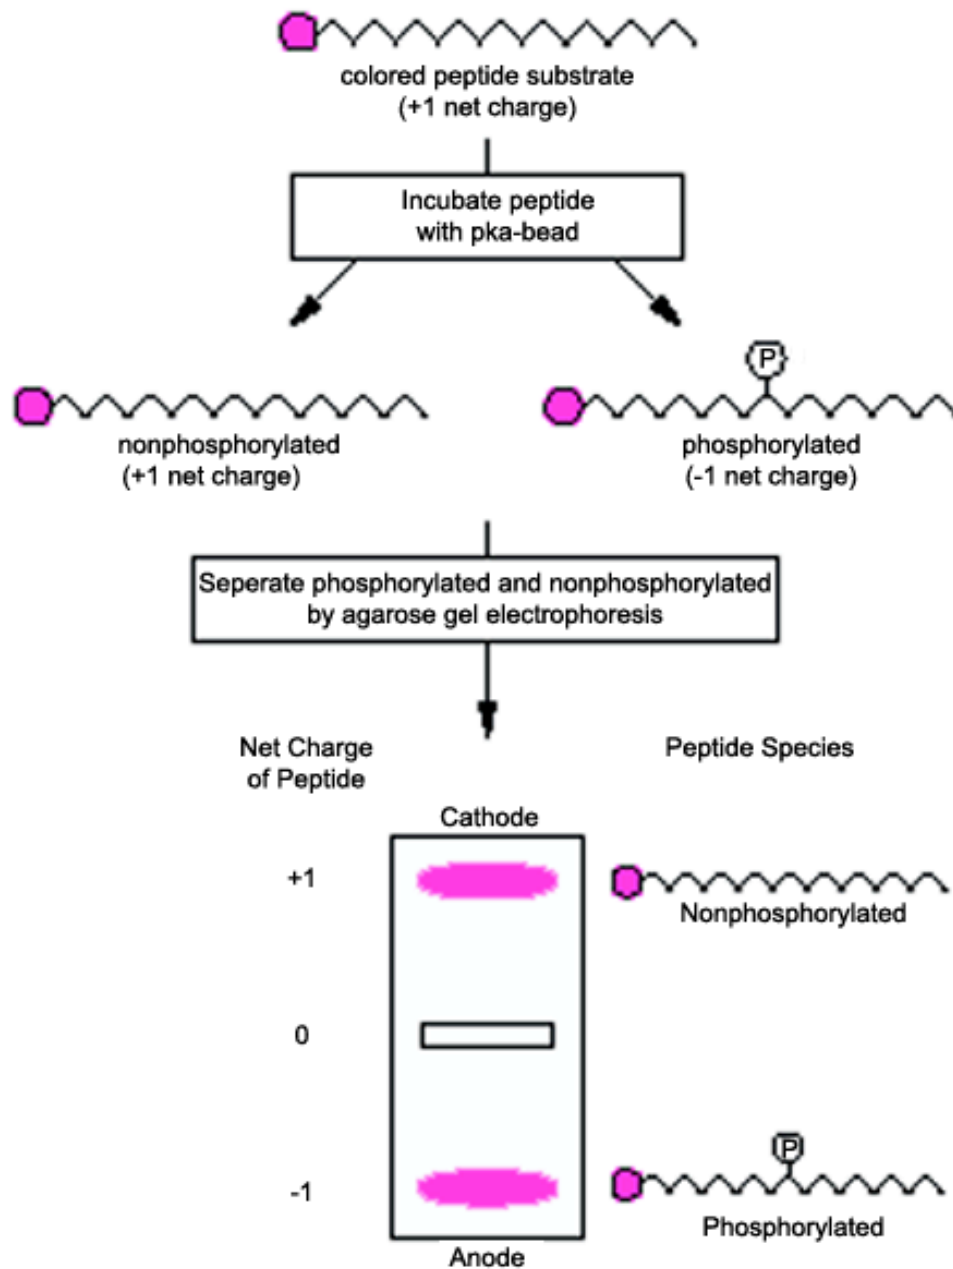 colored peptide substrate
(+1 net charge)
Incubate peptide
with pka-bead
P
nonphosphorylated
(+1 net charge)
phosphorylated
(-1 net charge)
Seperate phosphorylated and nonphosphorylated
by agarose gel electrophoresis
Net Charge
of Peptide
Peptide Species
Cathode
+1
Nonphosphorylated
0
P
-1
Phosphorylated
Anode